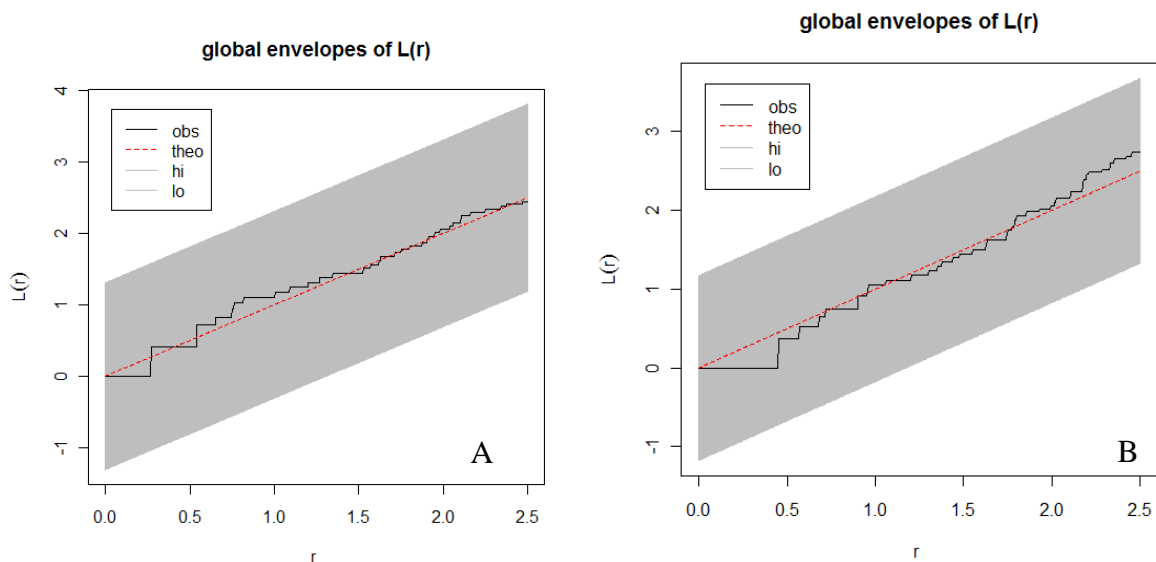 global envelopes of L(r)
obs
theo
hi
lo
4
3
2
1
0
-1
L(r)
0.0 0.5 1.0 1.5 2.0 2.5
r
A
global envelopes of L(r)
obs
theo
hi
lo
3
2
1
0
-1
L(r)
0.0 0.5 1.0 1.5 2.0 2.5
r
B